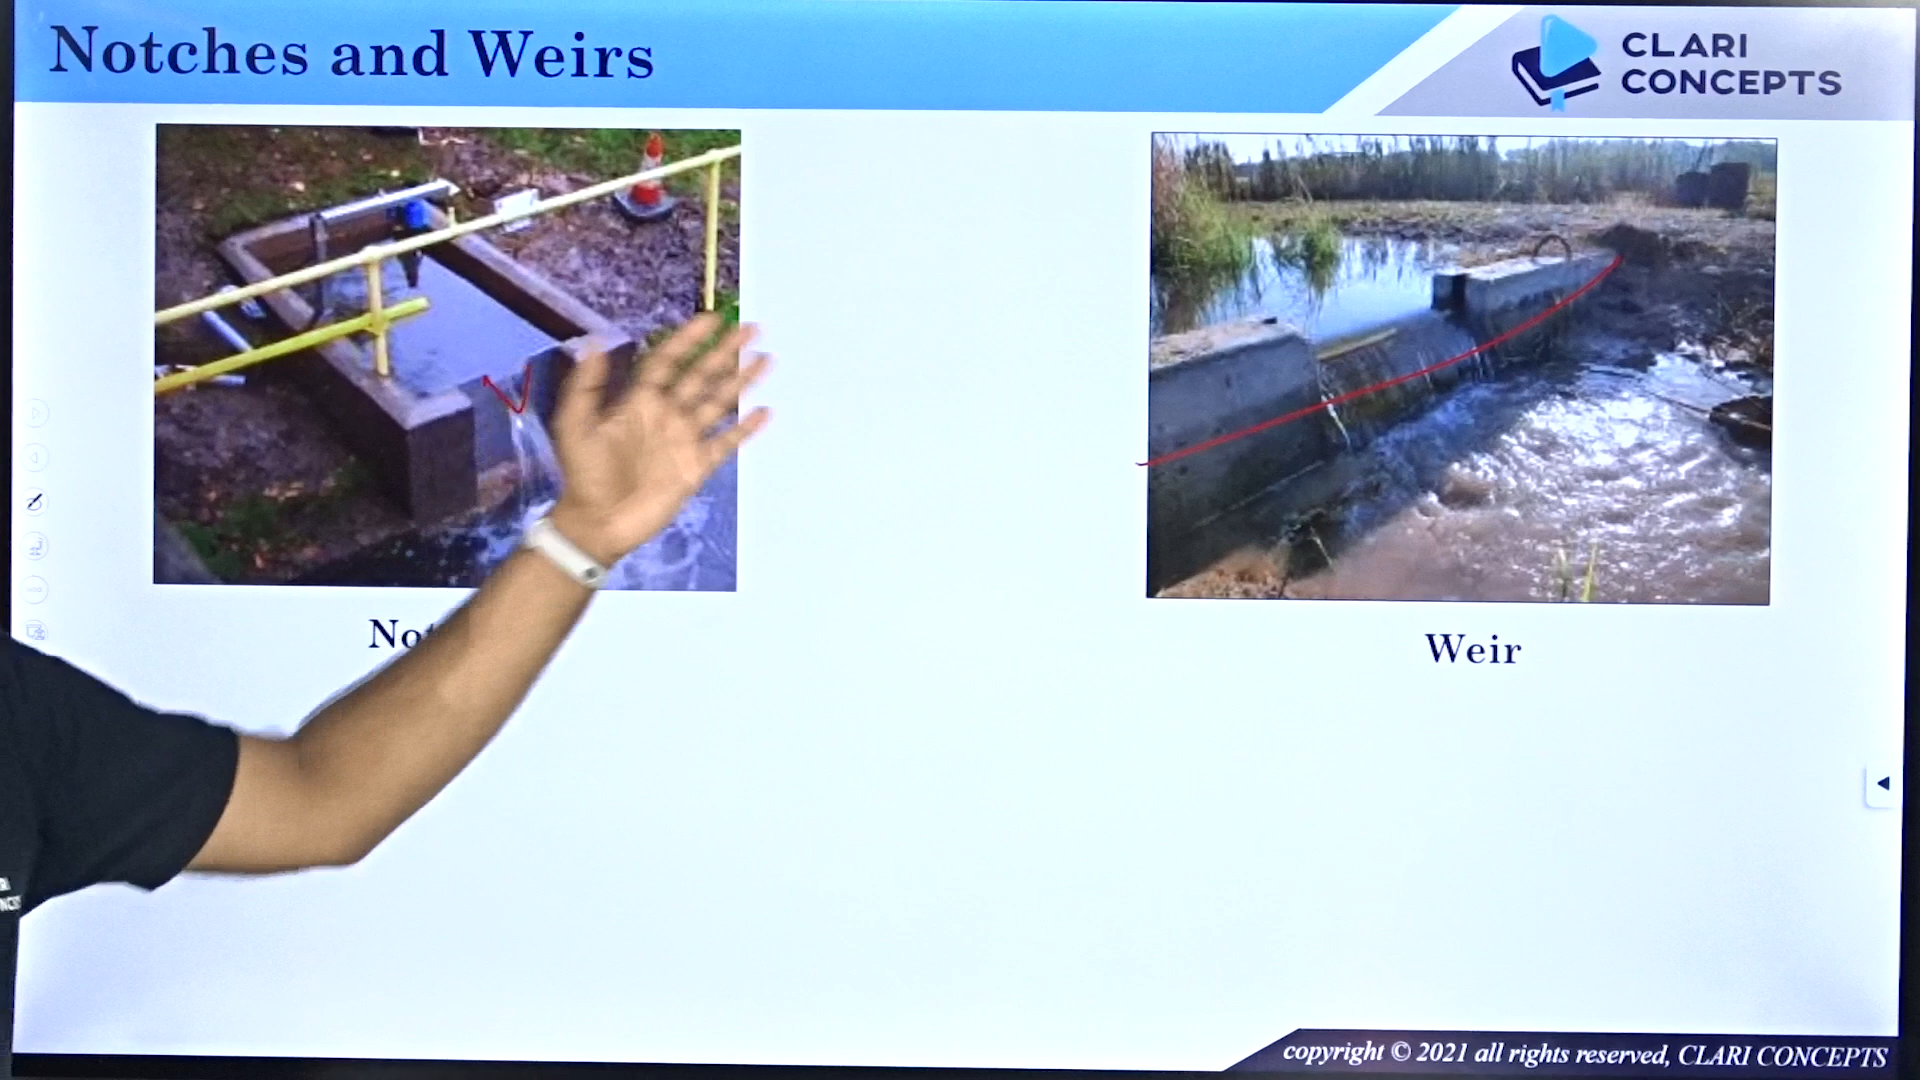 Notches and Weirs
CLARI
CONCEPTS
Weir
copyright © 2021 all rights reserved, CLARI CONCEPTS